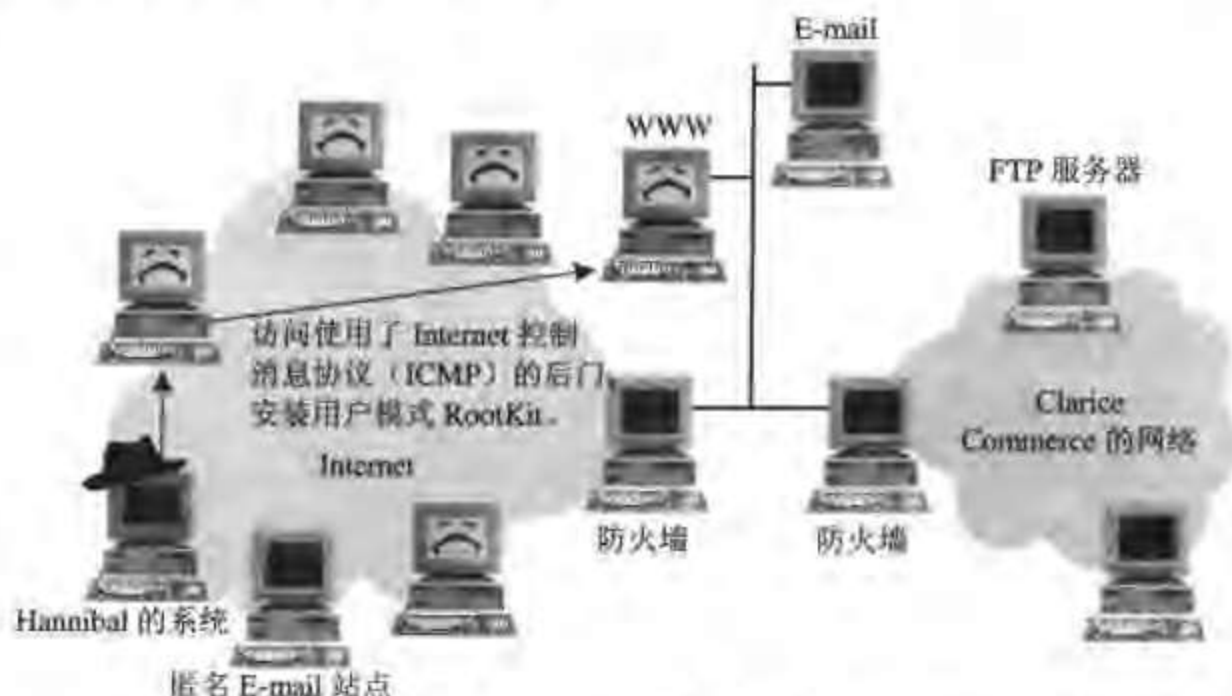 E-mail
WWW
FTP 服务器
访问使用了 Internet 控制
消息协议（ICMP）的后门，
安装用户模式 RootKit。
Internet
Clarice
Commerce 的网络
防火墙
防火墙
Hannibal 的系统
匿名 E-mail 站点